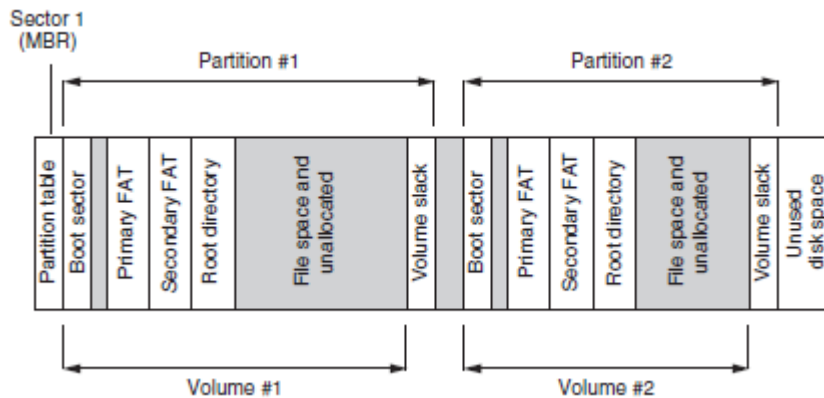 Sector 1
(MBR)
Partition #1
Partition #2
Partition table
Boot sector
Primary FAT
Secondary FAT
Root directory
File space and
unallocated
Volume slack
Boot sector
Primary FAT
Secondary FAT
Root directory
File space and
unallocated
Volume slack
Unused
disk space
Volume #1
Volume #2